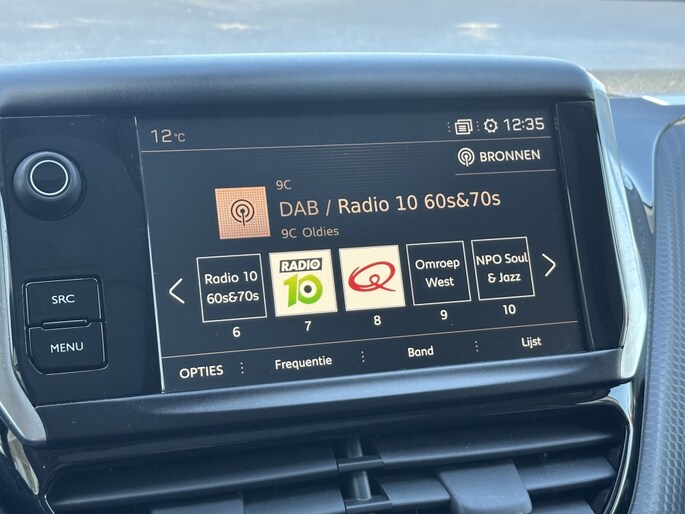 12 °C
12:35
BRONNEN
9C
DAB / Radio 10 60s&70s
9C Oldies
Radio 10
60s&70s
RADIO
10
Omroep
West
NPO Soul
& Jazz
6 7 8 9 10
SRC
MENU
OPTIES Frequentie Band Lijst